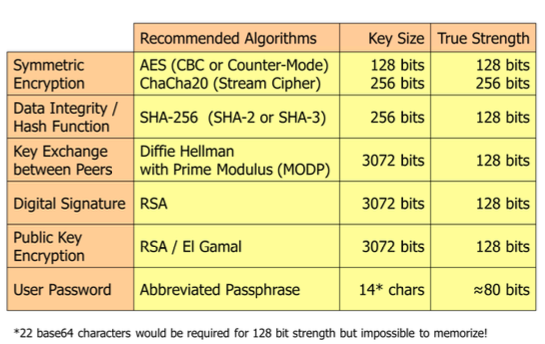 Recommended Algorithms Key Size True Strength
Symmetric AES (CBC or Counter-Mode) 128 bits 128 bits
Encryption ChaCha20 (Stream Cipher) 256 bits 256 bits
Data Integrity /
Hash Function SHA-256 (SHA-2 or SHA-3) 256 bits 128 bits
Key Exchange Diffie Hellman
between Peers with Prime Modulus (MODP) 3072 bits 128 bits
Digital Signature RSA 3072 bits 128 bits
Public Key
Encryption RSA / El Gamal 3072 bits 128 bits
User Password Abbreviated Passphrase 14* chars ≈80 bits
*22 base64 characters would be required for 128 bit strength but impossible to memorize!